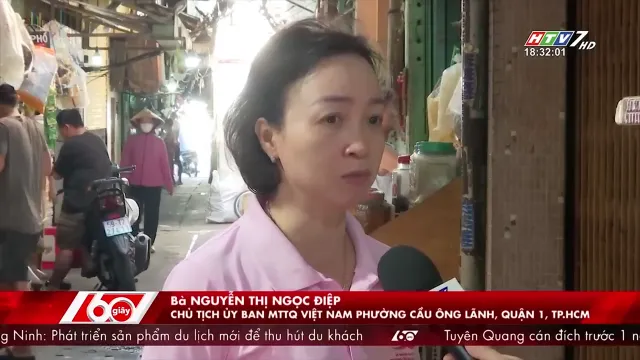 PHỐ
HTV7 HD
18:32:01
60 giây
Bà NGUYỄN THỊ NGỌC ĐIỆP
CHỦ TỊCH ỦY BAN MTTQ VIỆT NAM PHƯỜNG CẦU ÔNG LÃNH, QUẬN 1, TP.HCM
g Ninh: Phát triển sản phẩm du lịch mới để thu hút du khách 60 Tuyên Quang cán đích trước 1 n